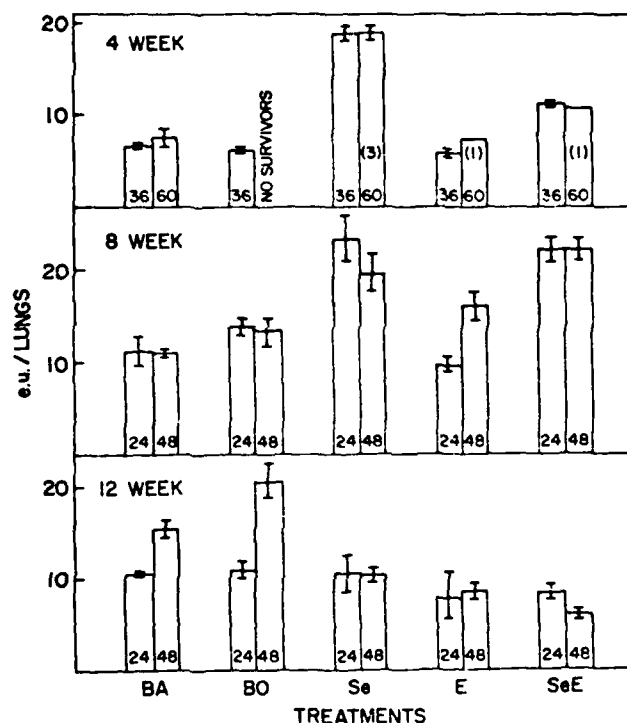 4 WEEK
20
10
NO SURVIVORS
(3)
(1)
(1)
36 60 36 36 60 36 60 36 60
8 WEEK
20
10
24 48 24 48 24 48 24 48 24 48
e.u./LUNGS
12 WEEK
20
10
24 48 24 48 24 48 24 48 24 48
BA BO Se E SeE
TREATMENTS